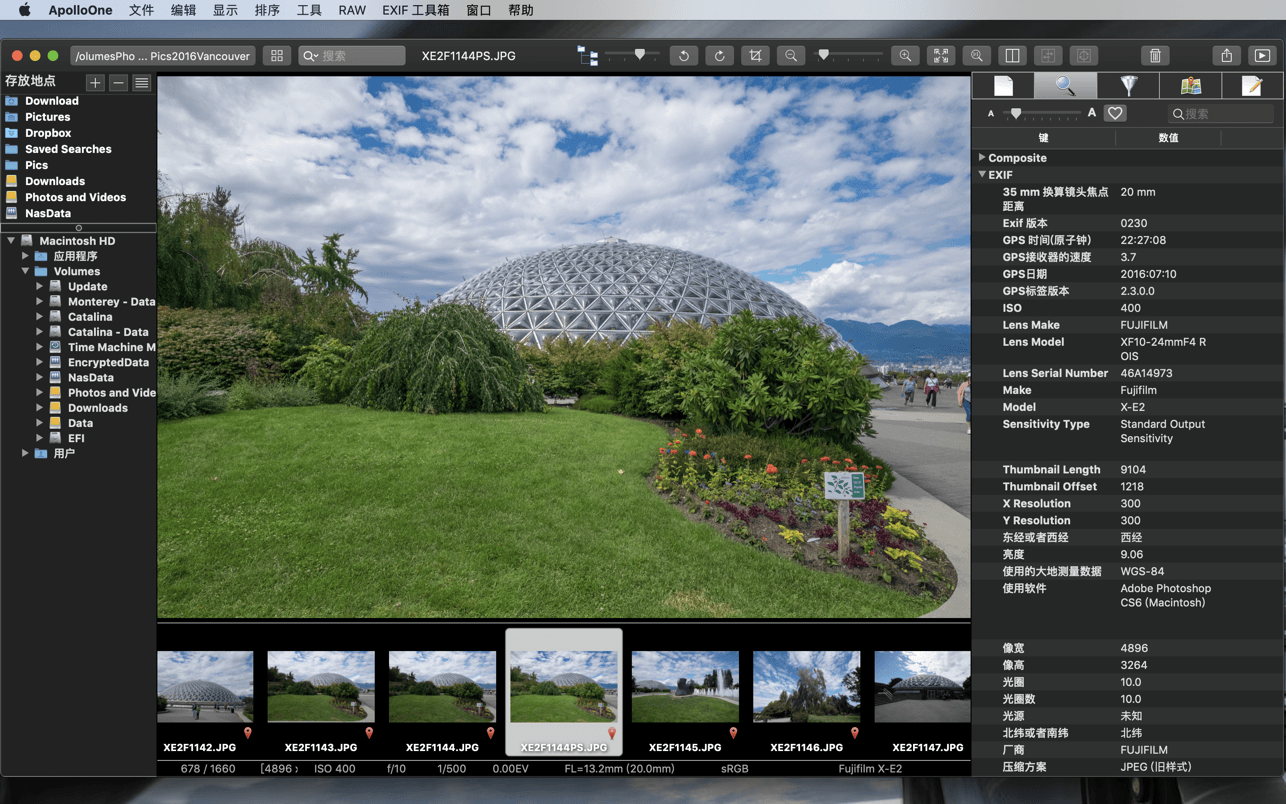 ApolloOne 文件 编辑 显示 排序 工具 RAW EXIF 工具箱 窗口 帮助
/olumesPho ... Pics2016Vancouver 搜索 XE2F1144PS.JPG
存放地点
Download
Pictures
Dropbox
Saved Searches
Pics
Downloads
Photos and Videos
NasData
Macintosh HD
应用程序
Volumes
Update
Monterey - Data
Catalina
Catalina - Data
Time Machine M
EncryptedData
NasData
Photos and Vide
Downloads
Data
EFI
用户
XE2F1142.JPG XE2F1143.JPG XE2F1144.JPG XE2F1144PS.JPG XE2F1145.JPG XE2F1146.JPG XE2F1147.JPG
678 / 1660 [4896 x ISO 400 f/10 1/500 0.00EV FL=13.2mm (20.0mm) sRGB Fujifilm X-E2
A A 搜索
键 数值
Composite
EXIF
35 mm 换算镜头焦点 20 mm
距离
Exif 版本 0230
GPS 时间(原子钟) 22:27:08
GPS接收器的速度 3.7
GPS日期 2016:07:10
GPS标签版本 2.3.0.0
ISO 400
Lens Make FUJIFILM
Lens Model XF10-24mmF4 R
OIS
Lens Serial Number 46A14973
Make Fujifilm
Model X-E2
Sensitivity Type Standard Output
Sensitivity
Thumbnail Length 9104
Thumbnail Offset 1218
X Resolution 300
Y Resolution 300
东经或者西经 西经
亮度 9.06
使用的大地测量数据 WGS-84
使用软件 Adobe Photoshop
CS6 (Macintosh)
像宽 4896
像高 3264
光圈 10.0
光圈数 10.0
光源 未知
北纬或者南纬 北纬
厂商 FUJIFILM
压缩方案 JPEG (旧样式)